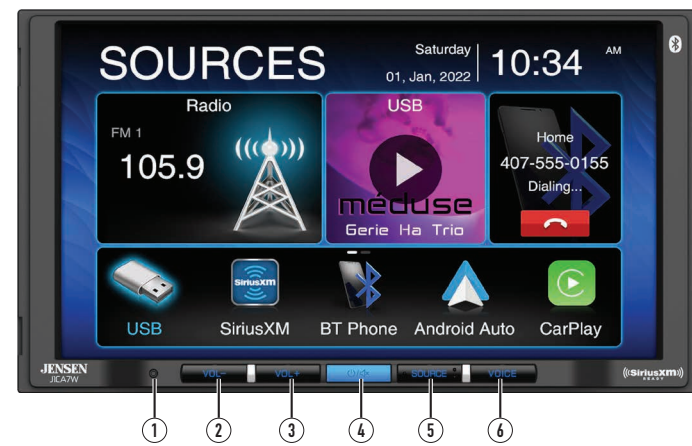 SOURCES
Saturday
01, Jan, 2022
10:34 AM
Radio
FM 1
105.9
USB
méduse
Gerie Ha Trio
Home
407-555-0155
Dialing...
SiriusXM
USB
SiriusXM
BT Phone
Android Auto
CarPlay
JENSEN
JICA7W
VOL-
VOL+
SOURCE
VOICE
((SiriusXM))
READY
1
2
3
4
5
6